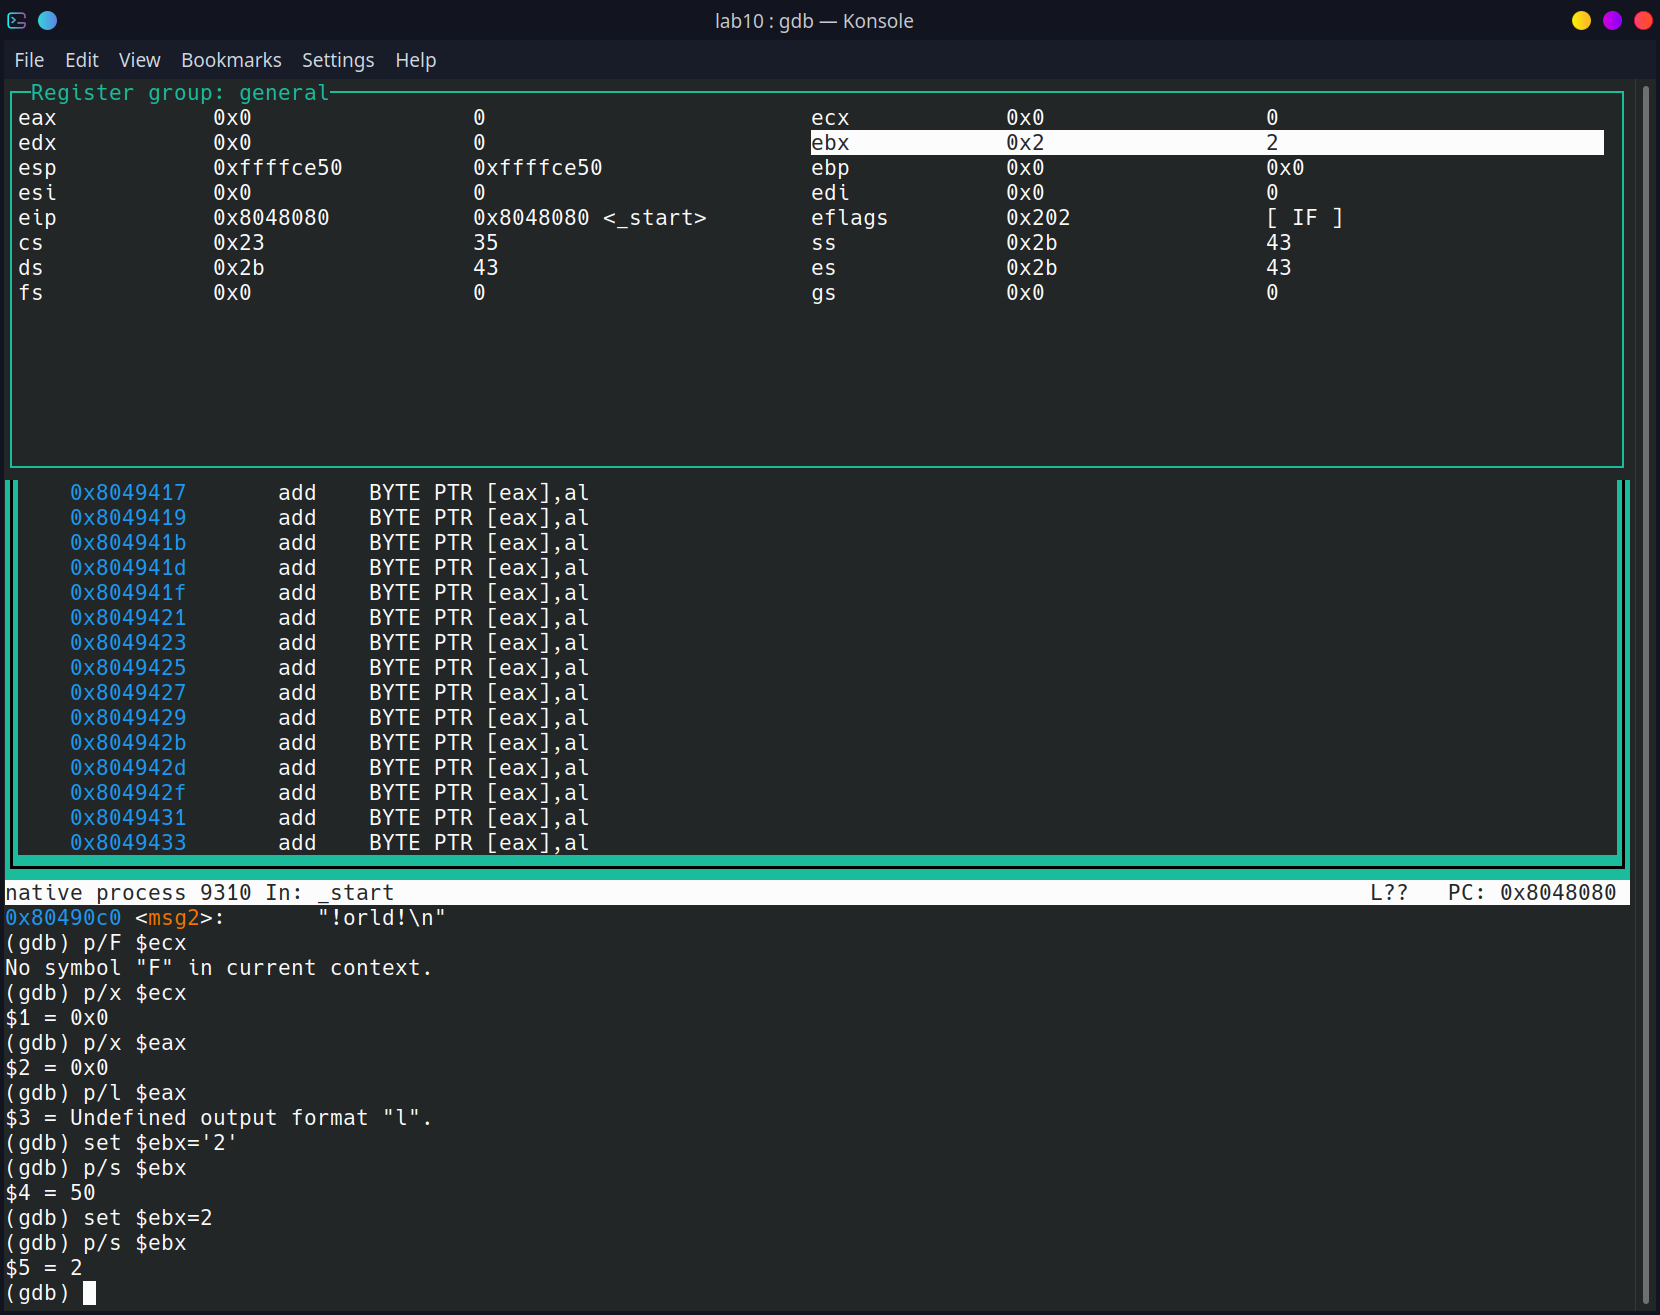 lab10 : gdb — Konsole
File Edit View Bookmarks Settings Help
Register group: general
eax 0x0 0 ecx 0x0 0
edx 0x0 0 ebx 0x2 2
esp 0xffffce50 0xffffce50 ebp 0x0 0x0
esi 0x0 0 edi 0x0 0
eip 0x8048080 0x8048080 <_start> eflags 0x202 [ IF ]
cs 0x23 35 ss 0x2b 43
ds 0x2b 43 es 0x2b 43
fs 0x0 0 gs 0x0 0
0x8049417 add BYTE PTR [eax],al
0x8049419 add BYTE PTR [eax],al
0x804941b add BYTE PTR [eax],al
0x804941d add BYTE PTR [eax],al
0x804941f add BYTE PTR [eax],al
0x8049421 add BYTE PTR [eax],al
0x8049423 add BYTE PTR [eax],al
0x8049425 add BYTE PTR [eax],al
0x8049427 add BYTE PTR [eax],al
0x8049429 add BYTE PTR [eax],al
0x804942b add BYTE PTR [eax],al
0x804942d add BYTE PTR [eax],al
0x804942f add BYTE PTR [eax],al
0x8049431 add BYTE PTR [eax],al
0x8049433 add BYTE PTR [eax],al
native process 9310 In: _start L?? PC: 0x8048080
0x80490c0 <msg2>: "!orld!\n"
(gdb) p/F $ecx
No symbol "F" in current context.
(gdb) p/x $ecx
$1 = 0x0
(gdb) p/x $eax
$2 = 0x0
(gdb) p/l $eax
$3 = Undefined output format "l".
(gdb) set $ebx='2'
(gdb) p/s $ebx
$4 = 50
(gdb) set $ebx=2
(gdb) p/s $ebx
$5 = 2
(gdb)